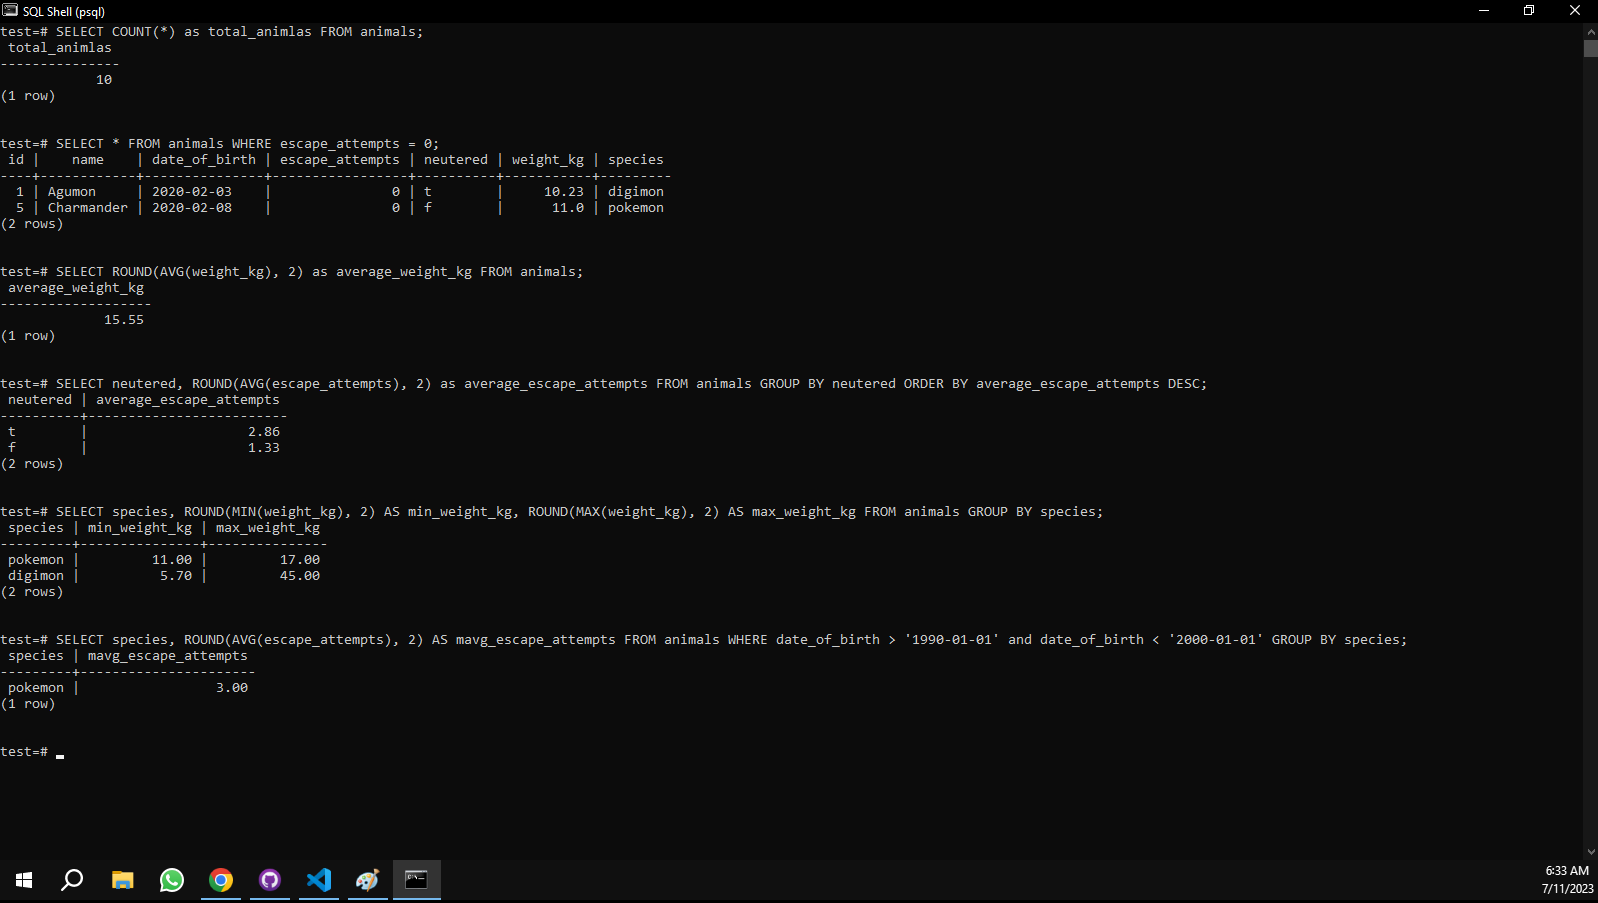 SQL Shell (psql)
test=# SELECT COUNT(*) as total_animlas FROM animals;
 total_animlas
---------------
            10
(1 row)
test=# SELECT * FROM animals WHERE escape_attempts = 0;
 id |    name    | date_of_birth | escape_attempts | neutered | weight_kg | species
----+------------+---------------+-----------------+----------+-----------+---------
  1 | Agumon     | 2020-02-03    |               0 | t        |     10.23 | digimon
  5 | Charmander | 2020-02-08    |               0 | f        |      11.0 | pokemon
(2 rows)
test=# SELECT ROUND(AVG(weight_kg), 2) as average_weight_kg FROM animals;
 average_weight_kg
-------------------
             15.55
(1 row)
test=# SELECT neutered, ROUND(AVG(escape_attempts), 2) as average_escape_attempts FROM animals GROUP BY neutered ORDER BY average_escape_attempts DESC;
 neutered | average_escape_attempts
----------+-------------------------
 t        |                    2.86
 f        |                    1.33
(2 rows)
test=# SELECT species, ROUND(MIN(weight_kg), 2) AS min_weight_kg, ROUND(MAX(weight_kg), 2) AS max_weight_kg FROM animals GROUP BY species;
 species | min_weight_kg | max_weight_kg
---------+---------------+---------------
 pokemon |         11.00 |         17.00
 digimon |          5.70 |         45.00
(2 rows)
test=# SELECT species, ROUND(AVG(escape_attempts), 2) AS mavg_escape_attempts FROM animals WHERE date_of_birth > '1990-01-01' and date_of_birth < '2000-01-01' GROUP BY species;
 species | mavg_escape_attempts
---------+----------------------
 pokemon |                 3.00
(1 row)
test=#
6:33 AM
7/11/2023